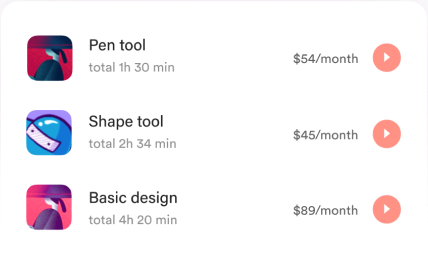 Pen tool
total 1h 30 min
$54/month
Shape tool
total 2h 34 min
$45/month
Basic design
total 4h 20 min
$89/month